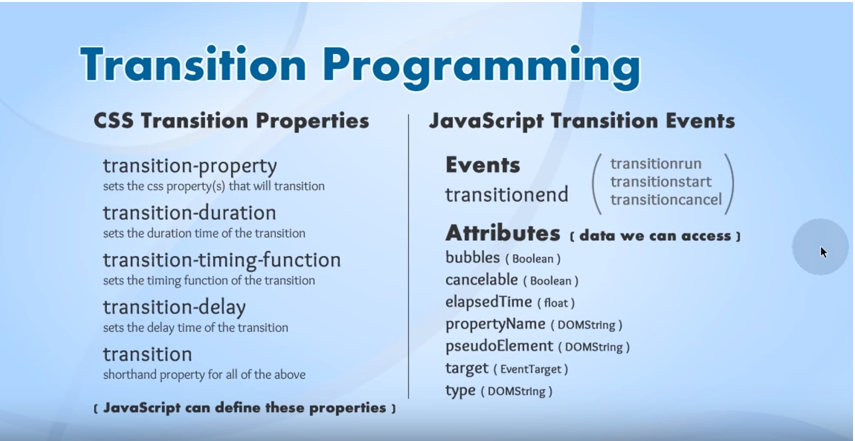 Transition Programming
CSS Transition Properties
transition-property
sets the css property(s) that will transition
transition-duration
sets the duration time of the transition
transition-timing-function
sets the timing function of the transition
transition-delay
sets the delay time of the transition
transition
shorthand property for all of the above
( JavaScript can define these properties )
JavaScript Transition Events
Events
transitionend
transitionrun
transitionstart
transitioncancel
Attributes ( data we can access )
bubbles ( Boolean )
cancelable ( Boolean )
elapsedTime ( float )
propertyName ( DOMString )
pseudoElement ( DOMString )
target ( EventTarget )
type ( DOMString )